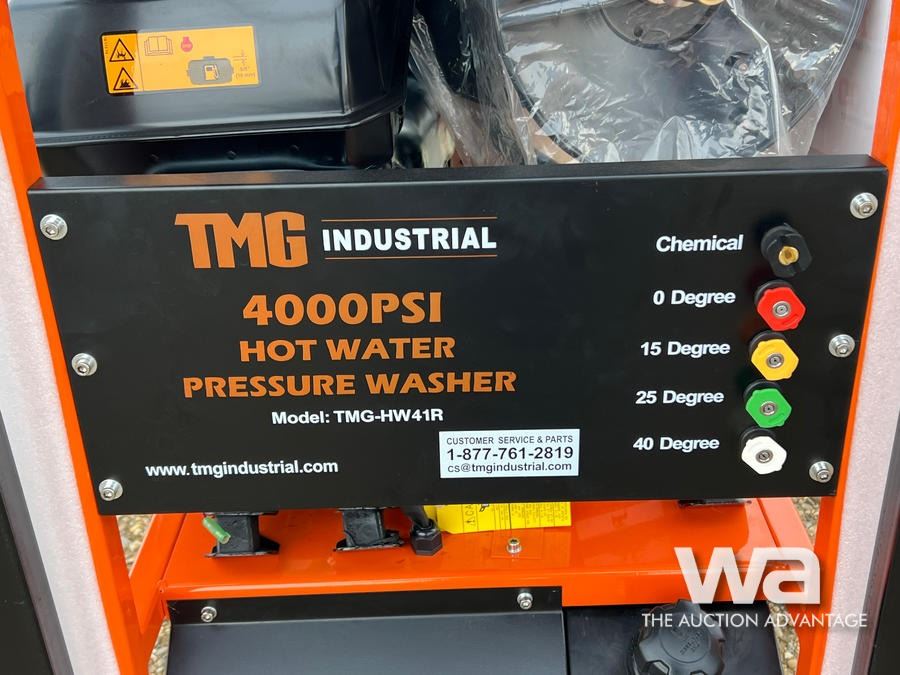 TMG INDUSTRIAL
4000PSI
HOT WATER
PRESSURE WASHER
Model: TMG-HW41R
www.tmgindustrial.com
CUSTOMER SERVICE & PARTS
1-877-761-2819
cs@tmgindustrial.com
Chemical
0 Degree
15 Degree
25 Degree
40 Degree
wa
THE AUCTION ADVANTAGE